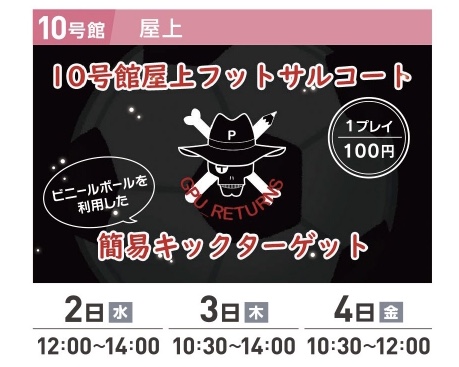 10号館 屋上
10号館屋上フットサルコート
1プレイ
100円
P
GPU_RETURNS
ビニールボールを
利用した
簡易キックターゲット
2日 水 3日 木 4日 金
12:00~14:00 10:30~14:00 10:30~12:00